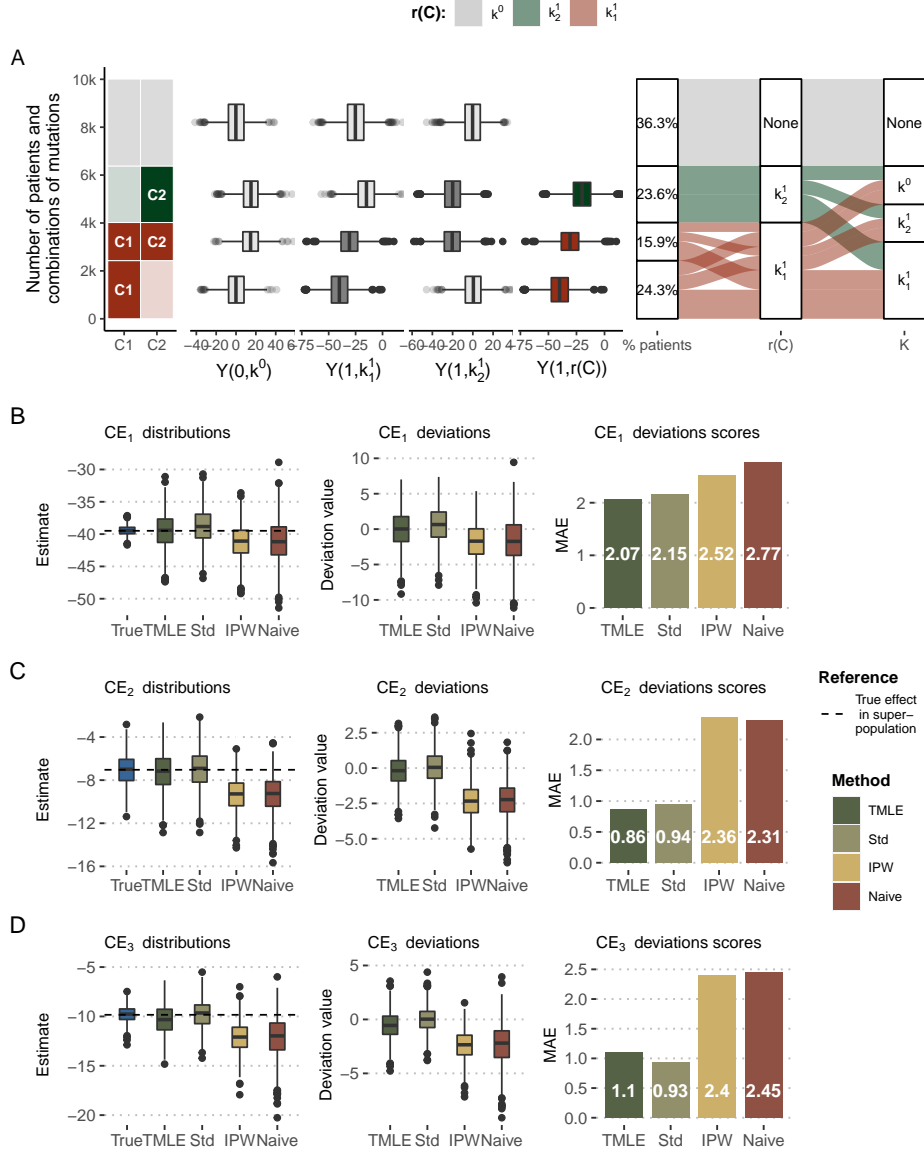 r(C): k⁰ k₂¹ k₁¹
A
Number of patients and
combinations of mutations
10k
8k
6k
4k
2k
0
C2
C1 C2
C1
C1 C2
−40 −20 0 20 40 6
Y(0,k⁰)
−75 −50 −25 0
Y(1,k₁¹)
−60 −40 −20 0 20 4
Y(1,k₂¹)
−75 −50 −25 0
Y(1,r(C))
36.3% None None
23.6% k₂¹ k⁰
15.9% k₂¹
24.3% k₁¹ k₁¹
% patients r(C) K
B
CE₁ distributions
Estimate
−30
−35
−40
−45
−50
True TMLE Std IPW Naive
CE₁ deviations
Deviation value
10
5
0
−5
−10
TMLE Std IPW Naive
CE₁ deviations scores
MAE
2
1
0
2.07 2.15 2.52 2.77
TMLE Std IPW Naive
C
CE₂ distributions
Estimate
−4
−8
−12
−16
True TMLE Std IPW Naive
CE₂ deviations
Deviation value
2.5
0.0
−2.5
−5.0
TMLE Std IPW Naive
CE₂ deviations scores
MAE
2.0
1.5
1.0
0.5
0.0
0.86 0.94 2.36 2.31
TMLE Std IPW Naive
Reference
True effect
in super−
population
Method
TMLE
Std
IPW
Naive
D
CE₃ distributions
Estimate
−5
−10
−15
−20
True TMLE Std IPW Naive
CE₃ deviations
Deviation value
5
0
−5
TMLE Std IPW Naive
CE₃ deviations scores
MAE
2.5
2.0
1.5
1.0
0.5
0.0
1.1 0.93 2.4 2.45
TMLE Std IPW Naive